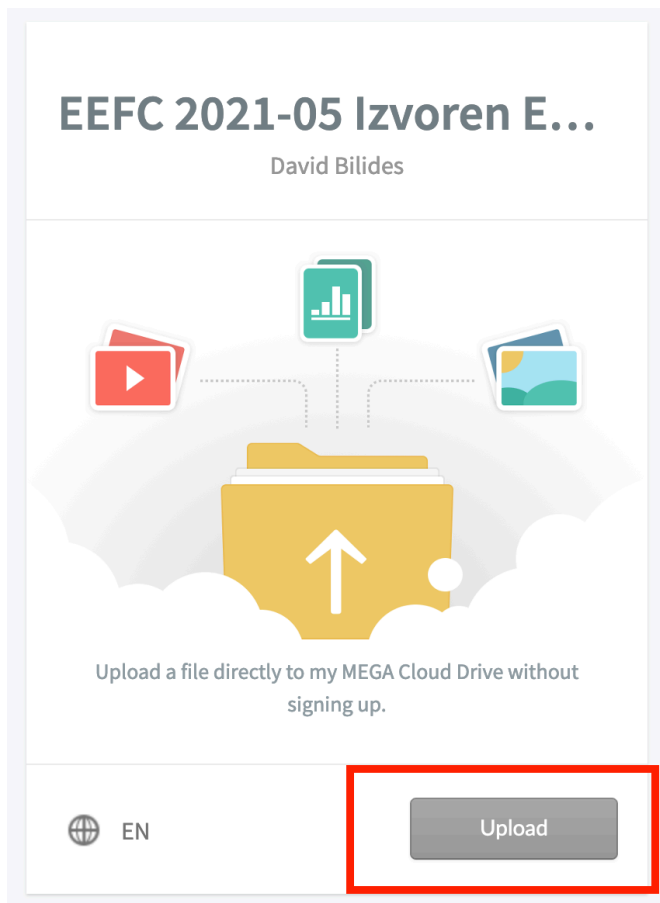 EEFC 2021-05 Izvoren E...
David Bilides
Upload a file directly to my MEGA Cloud Drive without
signing up.
EN
Upload